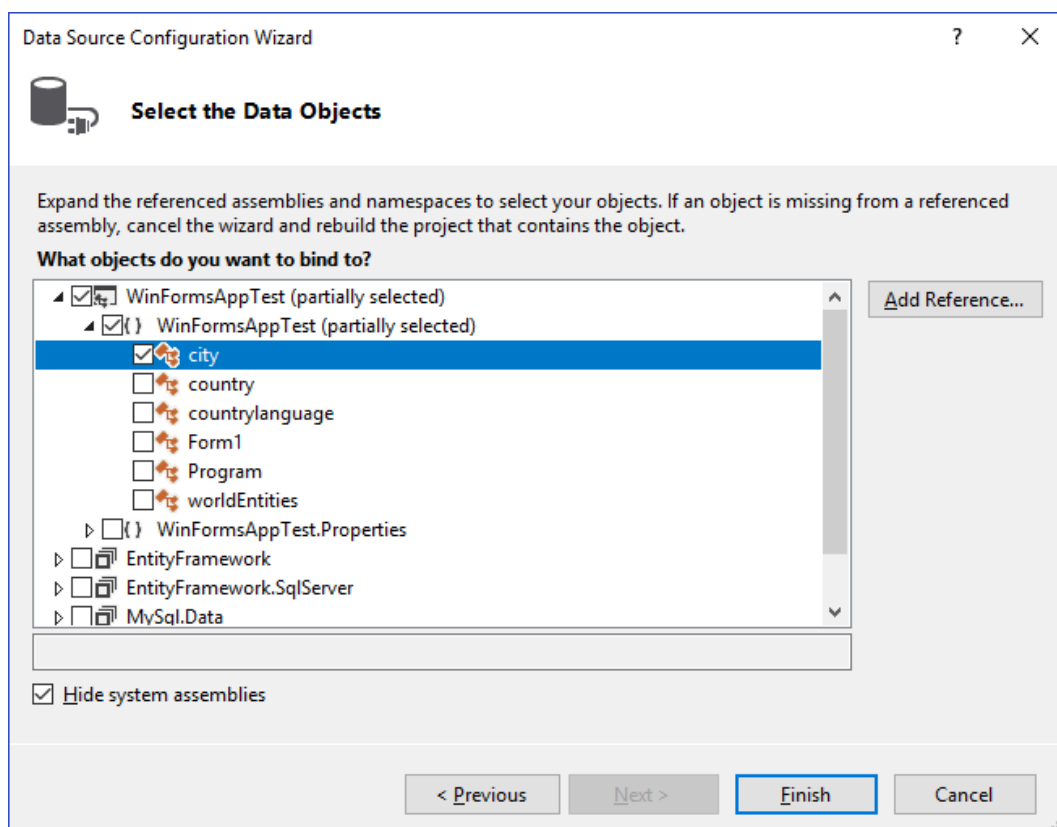 Data Source Configuration Wizard ?
Select the Data Objects
Expand the referenced assemblies and namespaces to select your objects. If an object is missing from a referenced
assembly, cancel the wizard and rebuild the project that contains the object.
What objects do you want to bind to?
WinFormsAppTest (partially selected)
Add Reference...
{ } WinFormsAppTest (partially selected)
city
country
countrylanguage
Form1
Program
worldEntities
{ } WinFormsAppTest.Properties
EntityFramework
EntityFramework.SqlServer
MySql.Data
Hide system assemblies
< Previous
Next >
Finish
Cancel